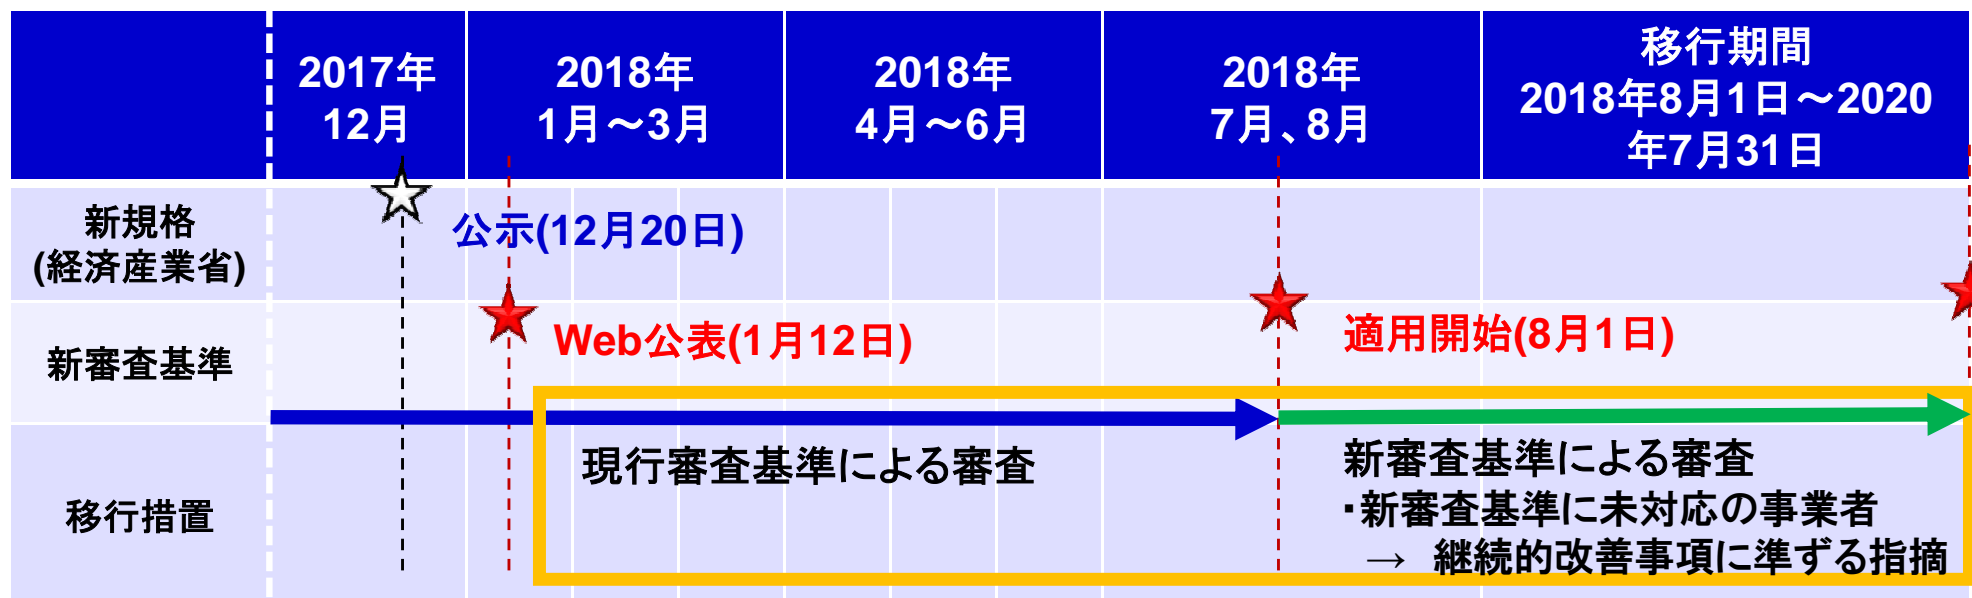 2017年
12月
2018年
1月～3月
2018年
4月～6月
2018年
7月、8月
移行期間
2018年8月1日～2020
年7月31日
新規格
(経済産業省)
公示(12月20日)
新審査基準
Web公表(1月12日)
適用開始(8月1日)
移行措置
現行審査基準による審査
新審査基準による審査
・新審査基準に未対応の事業者
→ 継続的改善事項に準ずる指摘